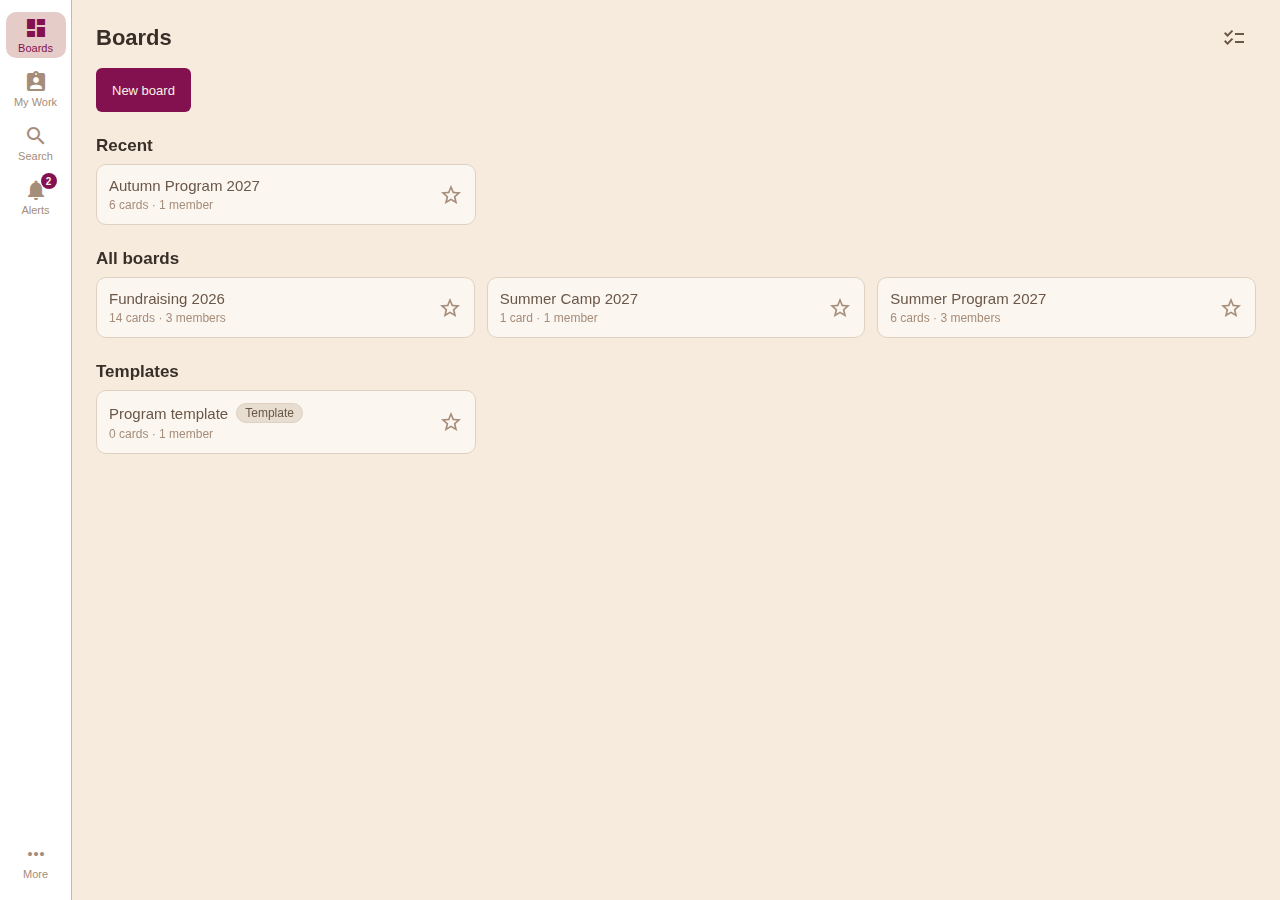 Boards
My Work
Search
2
Alerts
More
Boards
New board
Recent
Autumn Program 2027
6 cards · 1 member
All boards
Fundraising 2026
14 cards · 3 members
Summer Camp 2027
1 card · 1 member
Summer Program 2027
6 cards · 3 members
Templates
Program template Template
0 cards · 1 member